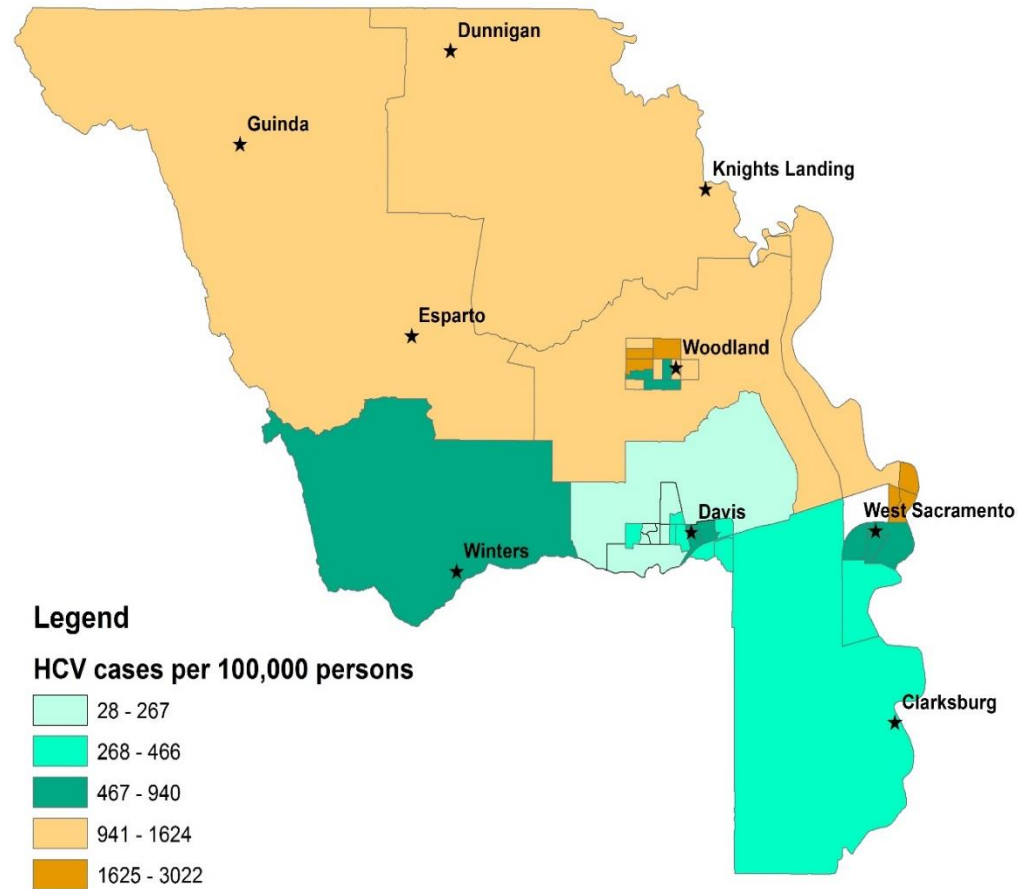 Dunnigan
Guinda
Knights Landing
Esparto
Woodland
West Sacramento
Davis
Winters
Clarksburg
Legend
HCV cases per 100,000 persons
28 - 267
268 - 466
467 - 940
941 - 1624
1625 - 3022